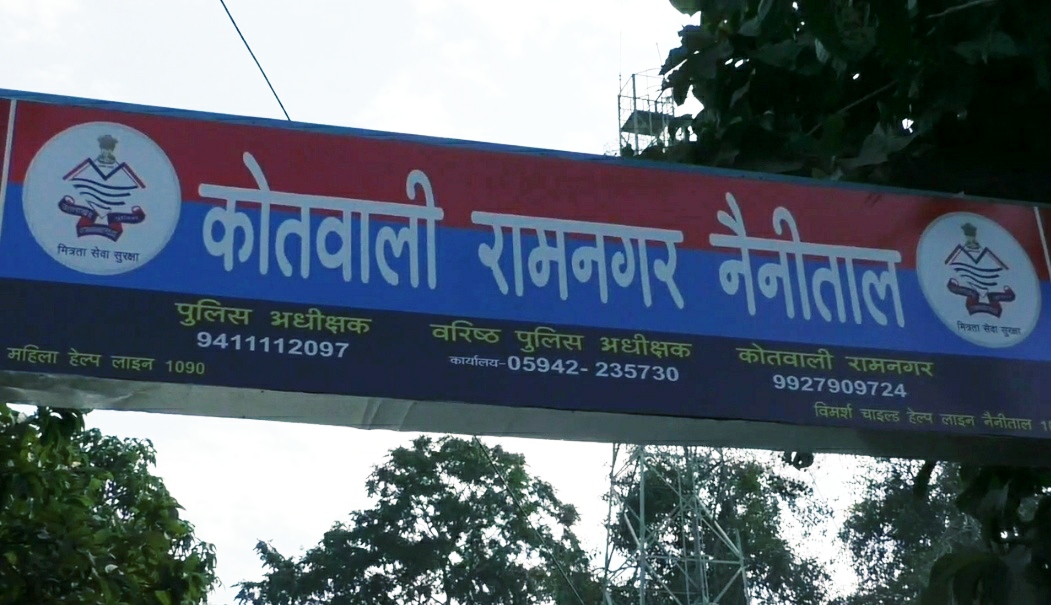 कोतवाली रामनगर नैनीताल
मित्रता सेवा सुरक्षा
मित्रता सेवा सुरक्षा
पुलिस अधीक्षक
9411112097
वरिष्ठ पुलिस अधीक्षक
कार्यालय-05942- 235730
कोतवाली रामनगर
9927909724
महिला हेल्प लाइन 1090
विमर्श चाइल्ड हेल्प लाइन नैनीताल